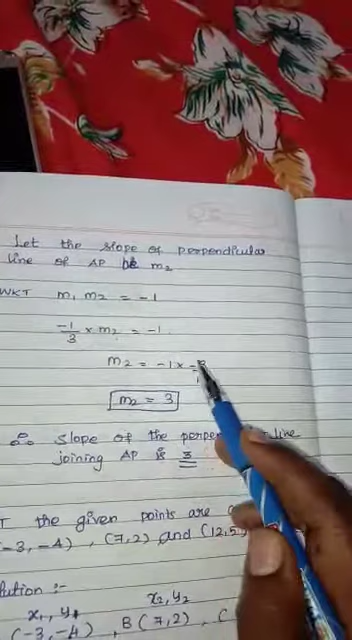 Let the slope of perpendicular
line of AP be m₂
WKT m₁ m₂ = -1
-1/3 × m₂ = -1
m₂ = -1 × -3
m₂ = 3
∴ slope of the line
joining AP is 3
the given points are
(-3, -4), (7,2) and (12,5
lution :-
x₁, y₁ x₂, y₂
(-3, -4) B (7,2),